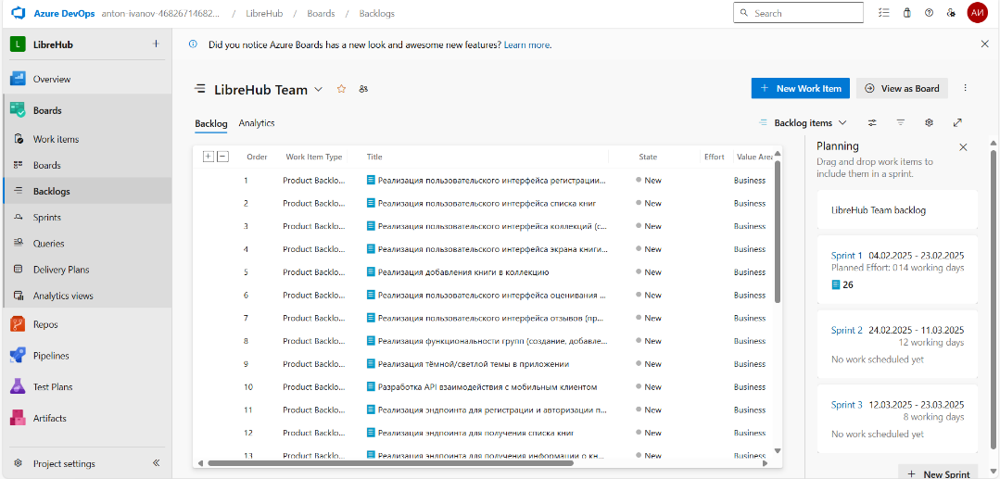 Azure DevOps anton-ivanov-46826714682... / LibreHub / Boards / Backlogs Search АИ
L LibreHub
Did you notice Azure Boards has a new look and awesome new features? Learn more.
Overview
Boards
Work items
Boards
Backlogs
Sprints
Queries
Delivery Plans
Analytics views
Repos
Pipelines
Test Plans
Artifacts
Project settings
LibreHub Team
New Work Item View as Board
Backlog Analytics Backlog items
Order Work Item Type Title State Effort Value Area
1 Product Backlo... Реализация пользовательского интерфейса регистрации... New Business
2 Product Backlo... Реализация пользовательского интерфейса списка книг New Business
3 Product Backlo... Реализация пользовательского интерфейса коллекций (с... New Business
4 Product Backlo... Реализация пользовательского интерфейса экрана книги... New Business
5 Product Backlo... Реализация добавления книги в коллекцию New Business
6 Product Backlo... Реализация пользовательского интерфейса оценивания ... New Business
7 Product Backlo... Реализация пользовательского интерфейса отзывов (пр... New Business
8 Product Backlo... Реализация функциональности групп (создание, добавле... New Business
9 Product Backlo... Реализация тёмной/светлой темы в приложении New Business
10 Product Backlo... Разработка API взаимодействия с мобильным клиентом New Business
11 Product Backlo... Реализация эндпоинта для регистрации и авторизации п... New Business
12 Product Backlo... Реализация эндпоинта для получения списка книг New Business
13 Product Backlo... Реализация эндпоинта для получения информации о кн... New Business
Planning
Drag and drop work items to
include them in a sprint.
LibreHub Team backlog
Sprint 1 04.02.2025 - 23.02.2025
Planned Effort: 0 14 working days
26
Sprint 2 24.02.2025 - 11.03.2025
12 working days
No work scheduled yet
Sprint 3 12.03.2025 - 23.03.2025
8 working days
No work scheduled yet
New Sprint